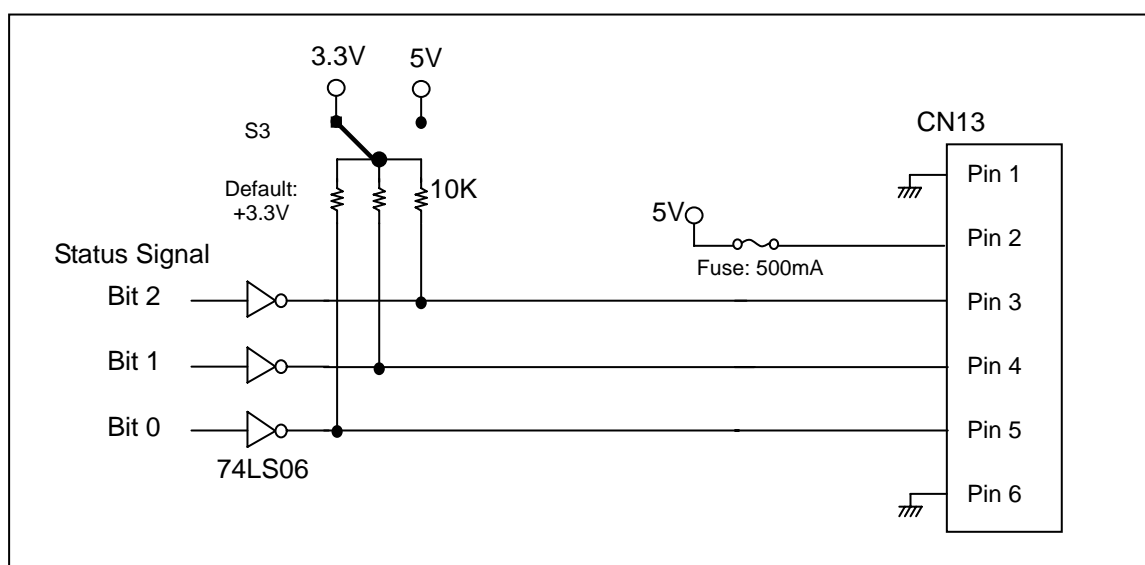 3.3V
5V
S3
Default:
+3.3V
10K
CN13
Pin 1
5V
Fuse: 500mA
Pin 2
Status Signal
Bit 2
Pin 3
Bit 1
Pin 4
Bit 0
Pin 5
74LS06
Pin 6